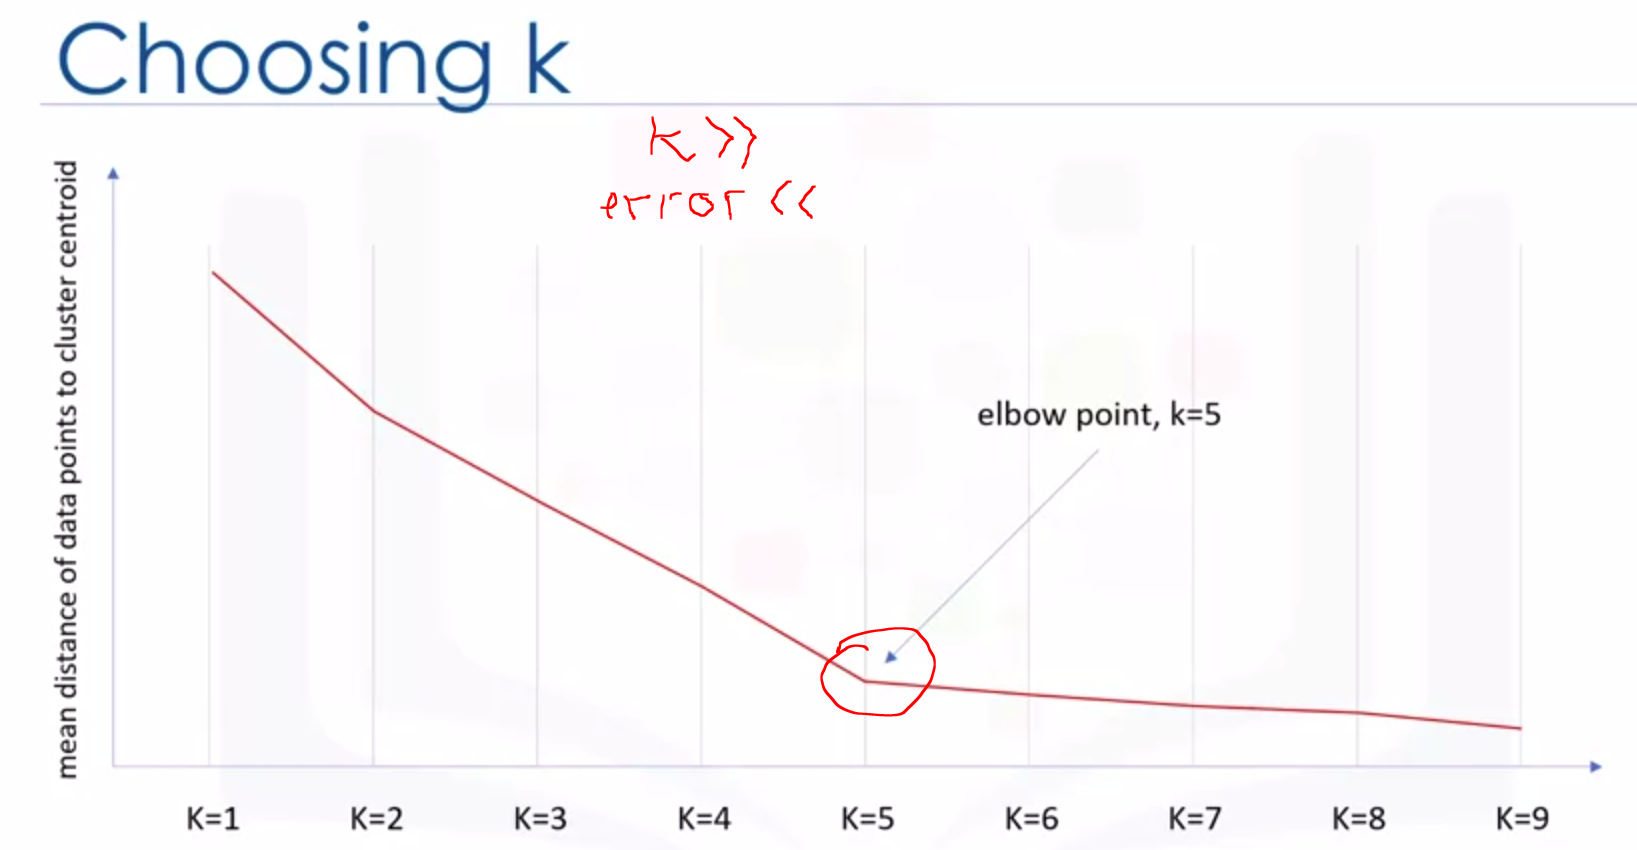 Choosing k
k >>
error <<
mean distance of data points to cluster centroid
elbow point, k=5
K=1 K=2 K=3 K=4 K=5 K=6 K=7 K=8 K=9